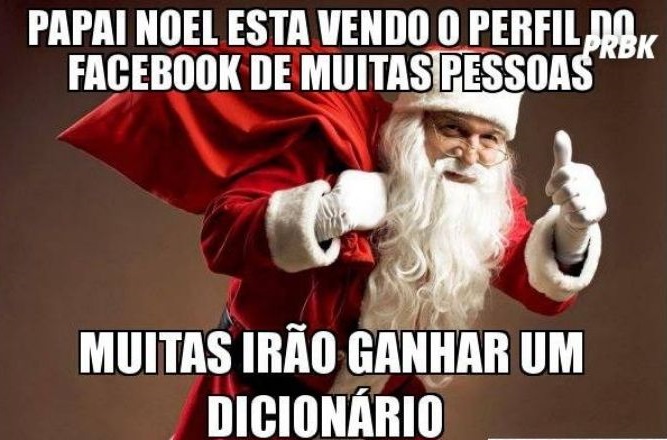 PAPAI NOEL ESTA VENDO O PERFIL DO
PRBK
FACEBOOK DE MUITAS PESSOAS
MUITAS IRÃO GANHAR UM
DICIONÁRIO